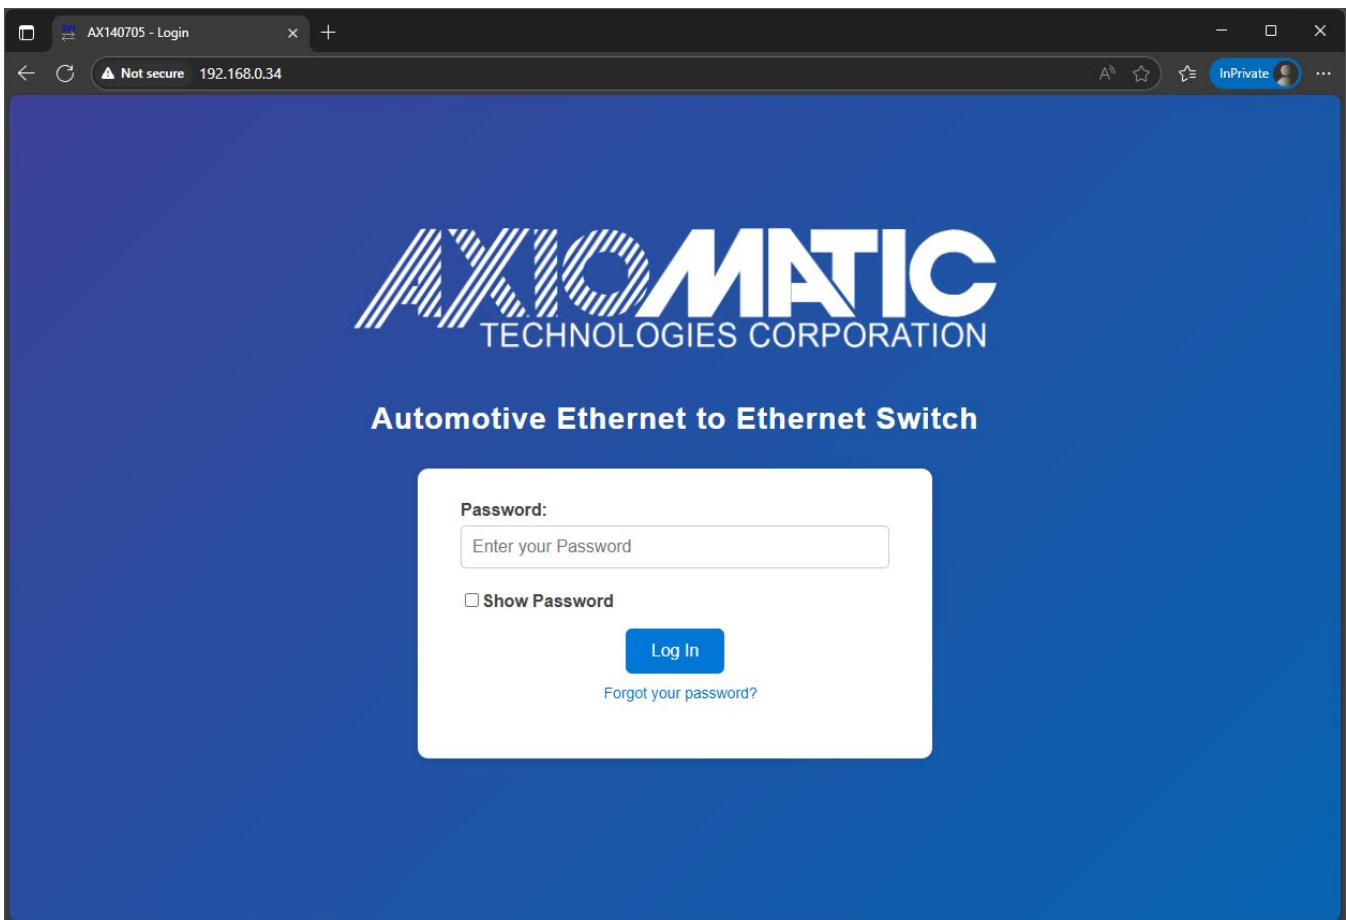 AX140705 - Login
Not secure 192.168.0.34 InPrivate
AXIOMATIC
TECHNOLOGIES CORPORATION
Automotive Ethernet to Ethernet Switch
Password:
Enter your Password
Show Password
Log In
Forgot your password?